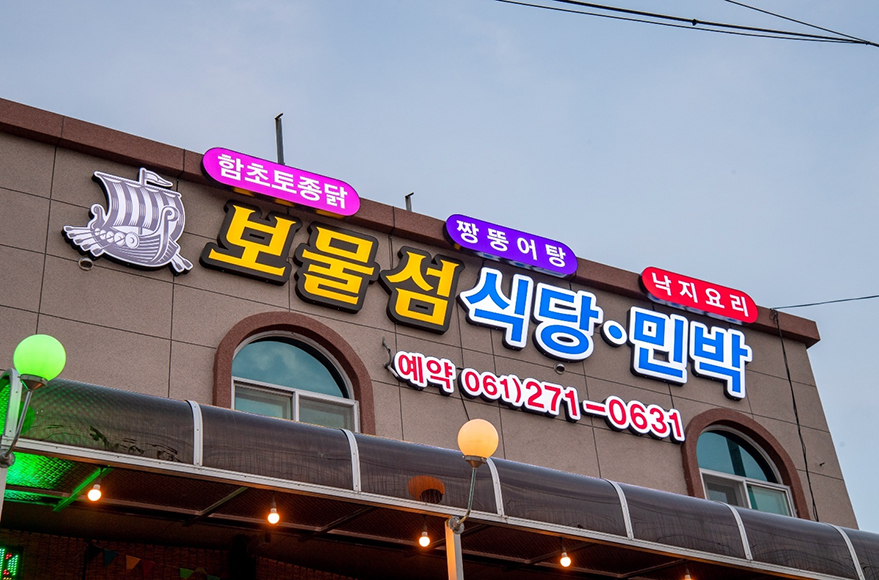 함초토종닭
짱뚱어탕
낙지요리
보물섬식당·민박
예약 061)271-0631